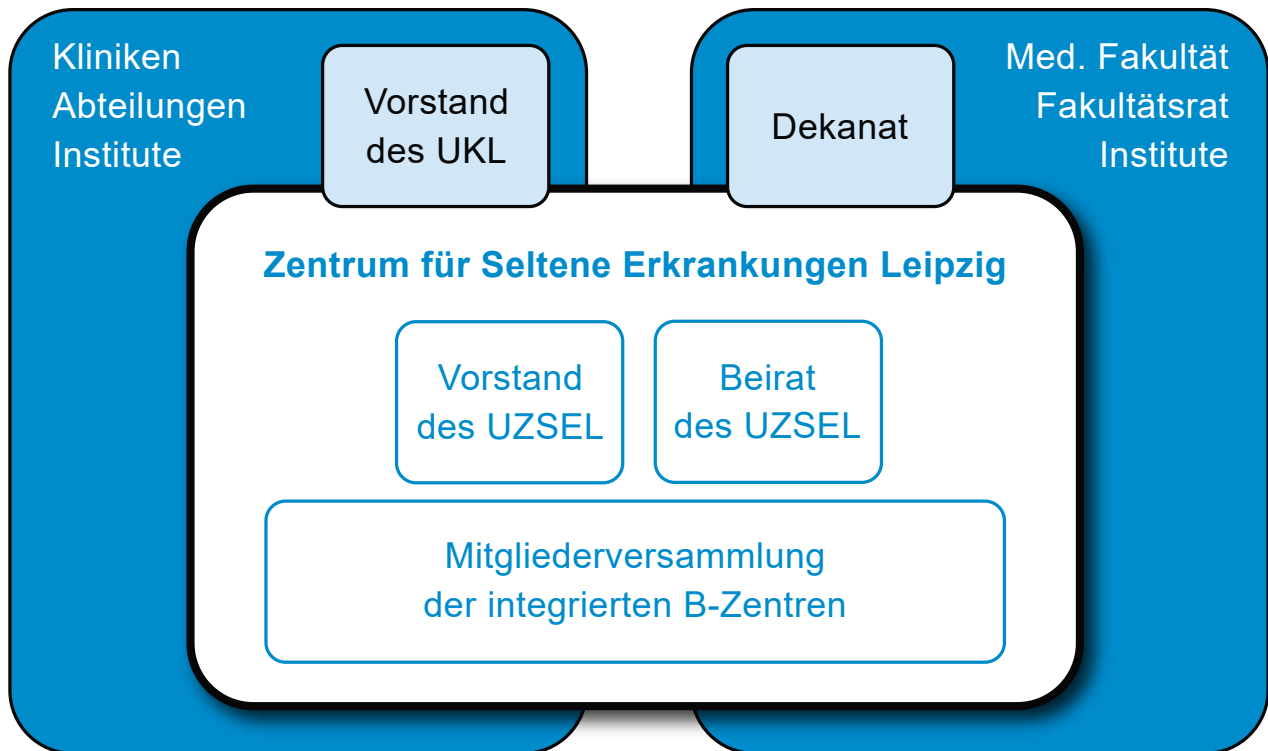 Kliniken
Abteilungen
Institute
Vorstand
des UKL
Dekanat
Med. Fakultät
Fakultätsrat
Institute
Zentrum für Seltene Erkrankungen Leipzig
Vorstand
des UZSEL
Beirat
des UZSEL
Mitgliederversammlung
der integrierten B-Zentren